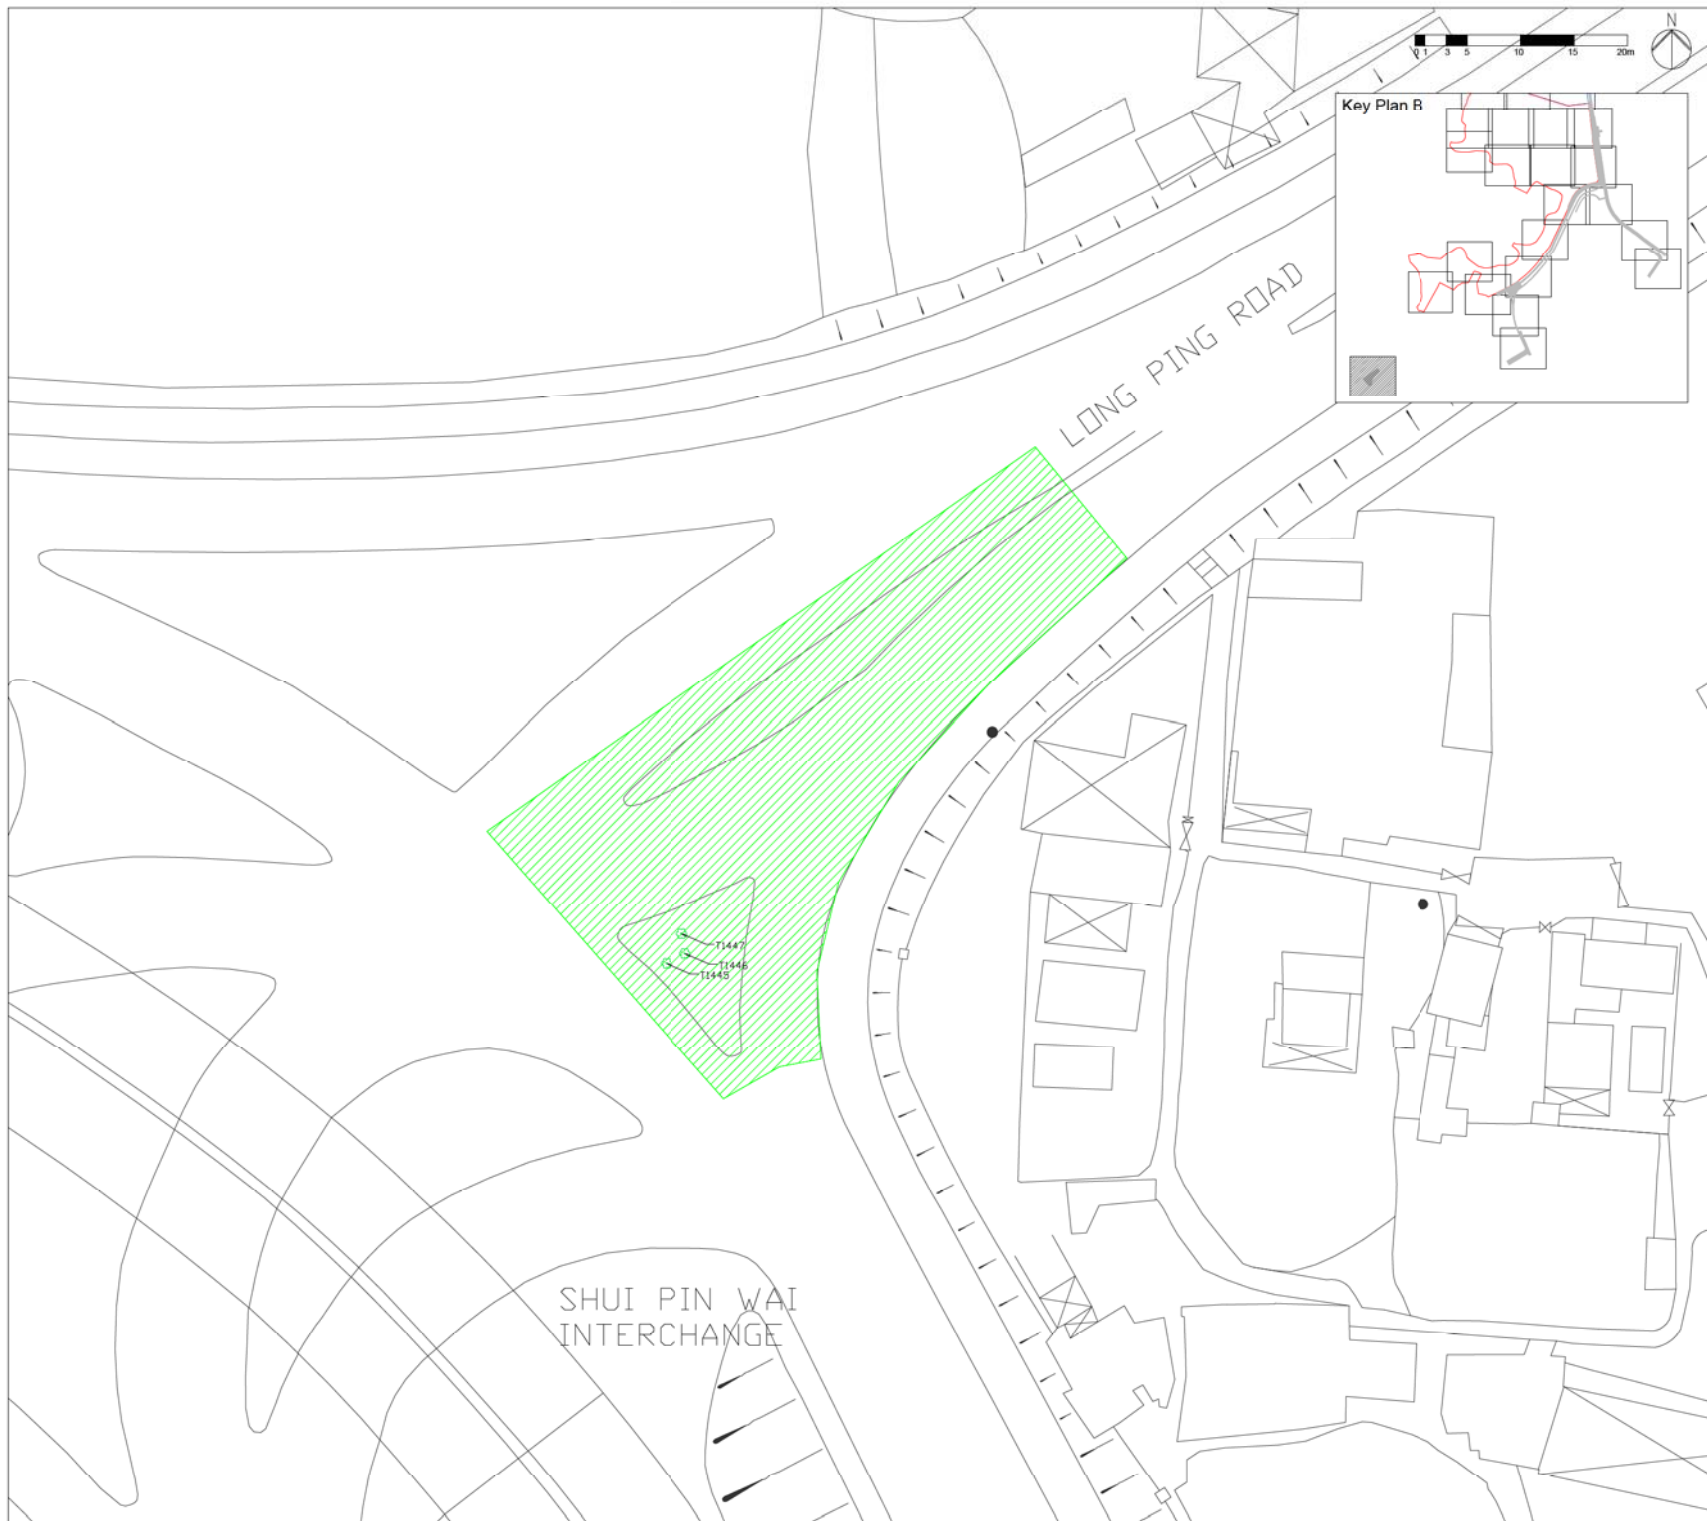 N
0 1 3 5 10 15 20m
Key Plan B
LONG PING ROAD
T1447
T1446
T1445
SHUI PIN WAI
INTERCHANGE